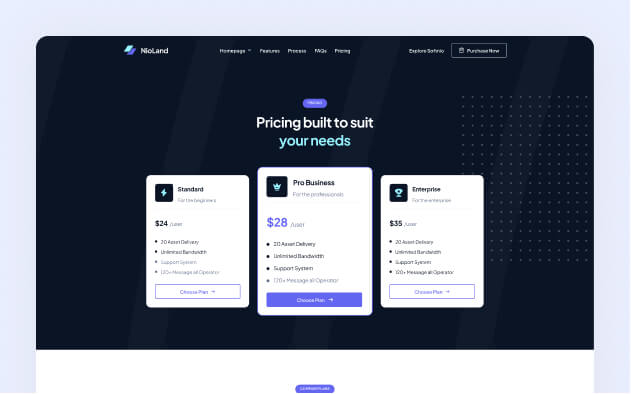 NioLand
Homepage Features Process FAQs Pricing
Explore Softnio
Purchase Now
PRICING
Pricing built to suit
your needs
Standard
For the beginners
$24 /user
20 Asset Delivery
Unlimited Bandwidth
Support System
120+ Message all Operator
Choose Plan →
Pro Business
For the professionals
$28 /user
20 Asset Delivery
Unlimited Bandwidth
Support System
120+ Message all Operator
Choose Plan →
Enterprise
For the enterprise
$35 /user
20 Asset Delivery
Unlimited Bandwidth
Support System
120+ Message all Operator
Choose Plan →